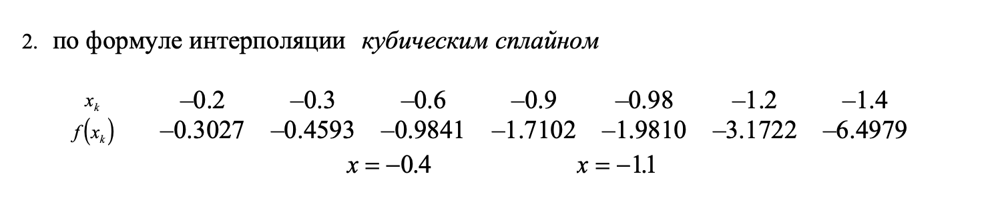 2. по формуле интерполяции кубическим сплайном
xₖ –0.2 –0.3 –0.6 –0.9 –0.98 –1.2 –1.4
f(xₖ) –0.3027 –0.4593 –0.9841 –1.7102 –1.9810 –3.1722 –6.4979
x = –0.4 x = –1.1